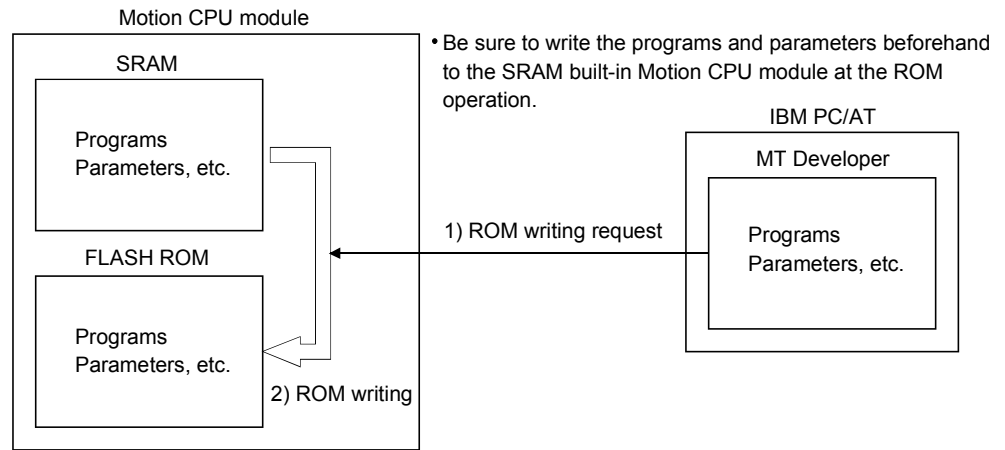 Motion CPU module
SRAM
Programs
Parameters, etc.
FLASH ROM
Programs
Parameters, etc.
2) ROM writing
• Be sure to write the programs and parameters beforehand
to the SRAM built-in Motion CPU module at the ROM
operation.
1) ROM writing request
IBM PC/AT
MT Developer
Programs
Parameters, etc.